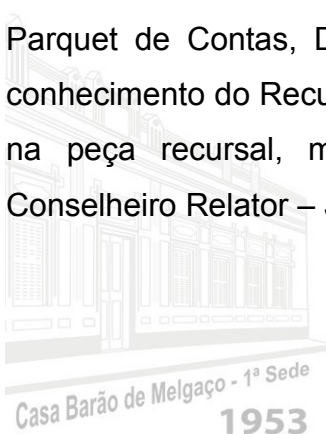 Parquet de Contas, D
conhecimento do Recu
na peça recursal, m
Conselheiro Relator –
Casa Barão de Melgaço - 1ª Sede
1953